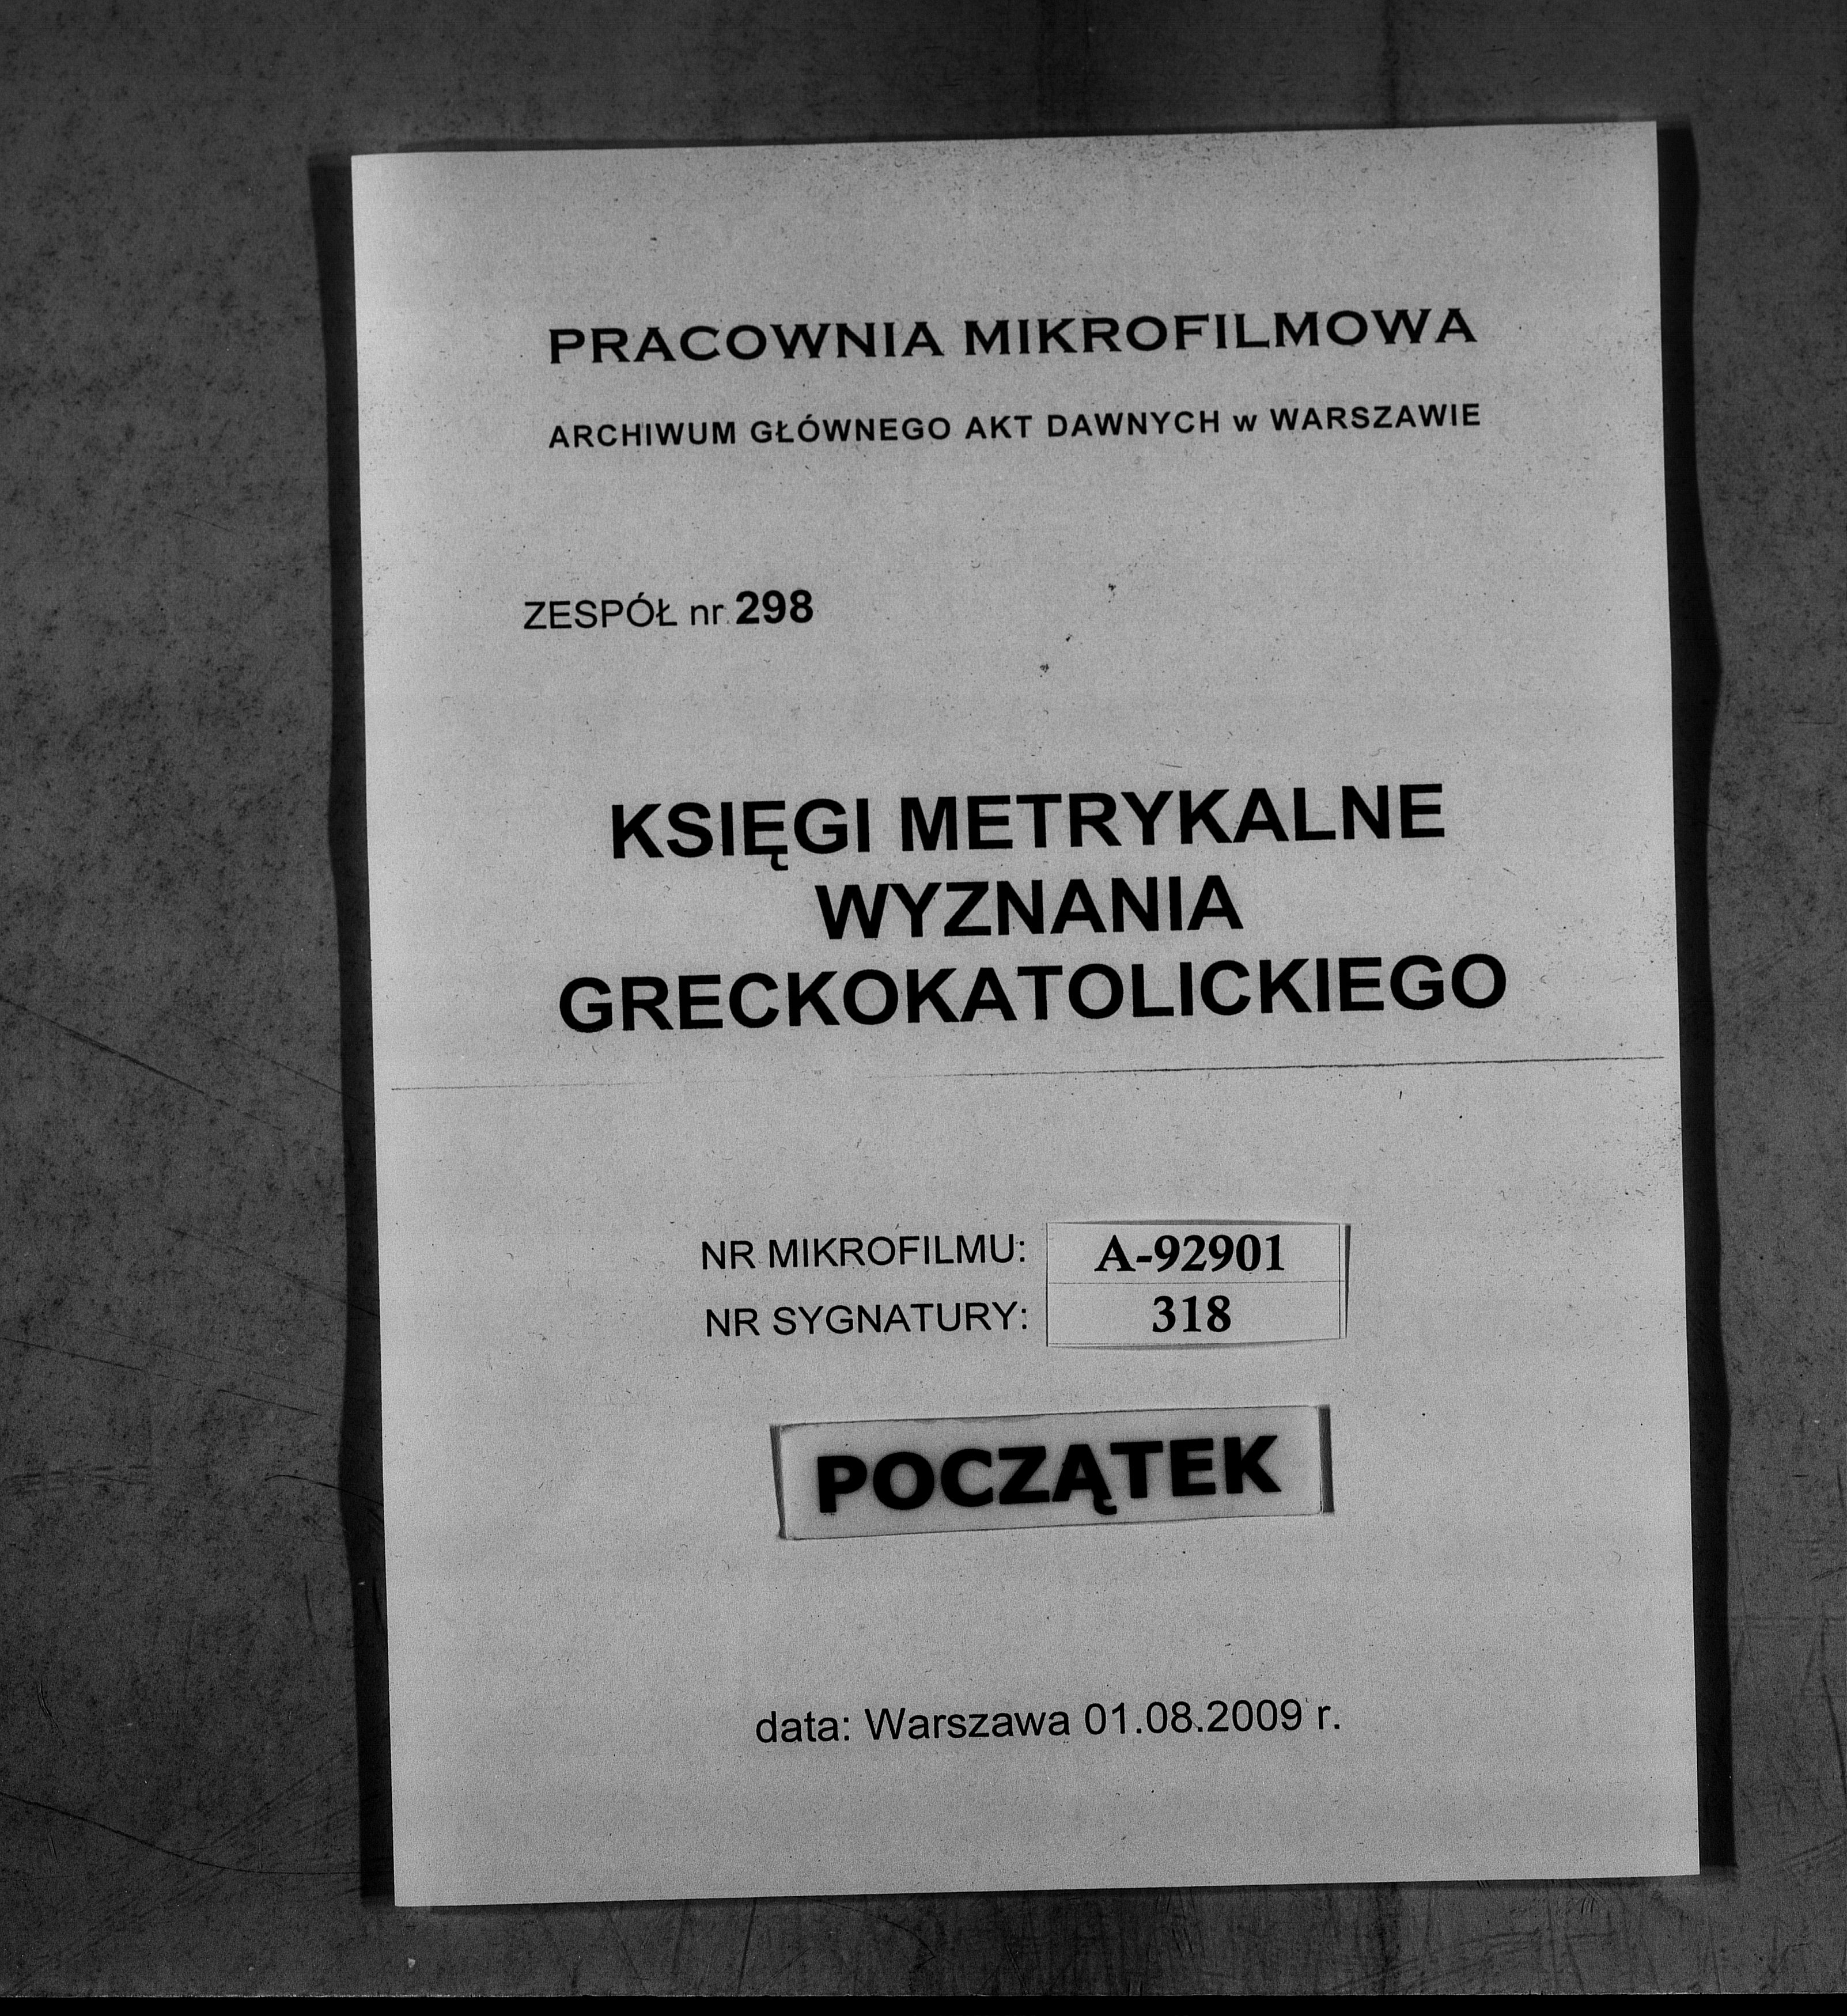 PRACOWNIA MIKROFILMOWA
ARCHIWUM GŁÓWNEGO AKT DAWNYCH w WARSZAWIE
ZESPÓŁ nr 298
KSIĘGI METRYKALNE
WYZNANIA
GRECKOKATOLICKIEGO
NR MIKROFILMU: A-92901
NR SYGNATURY: 318
POCZĄTEK
data: Warszawa 01.08.2009 r.